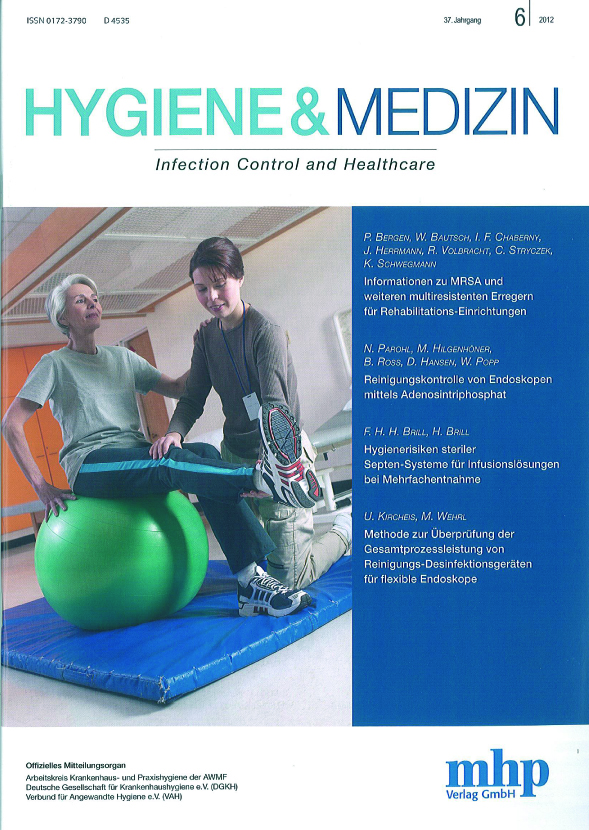 ISSN 0172-3790 D 4535 37. Jahrgang 6 2012
HYGIENE & MEDIZIN
Infection Control and Healthcare
P. Bergen, W. Bautsch, I. F. Chaberny,
J. Herrmann, R. Volbracht, C. Stryczek,
K. Schwegmann
Informationen zu MRSA und
weiteren multiresistenten Erregern
für Rehabilitations-Einrichtungen
N. Parohl, M. Hilgenhöner,
B. Ross, D. Hansen, W. Popp
Reinigungskontrolle von Endoskopen
mittels Adenosintriphosphat
F. H. H. Brill, H. Brill
Hygienerisiken steriler
Septen-Systeme für Infusionslösungen
bei Mehrfachentnahme
U. Kircheis, M. Wehrl
Methode zur Überprüfung der
Gesamtprozessleistung von
Reinigungs-Desinfektionsgeräten
für flexible Endoskope
Offizielles Mitteilungsorgan
Arbeitskreis Krankenhaus- und Praxishygiene der AWMF
Deutsche Gesellschaft für Krankenhaushygiene e.V. (DGKH)
Verbund für Angewandte Hygiene e.V. (VAH)
mhp
Verlag GmbH